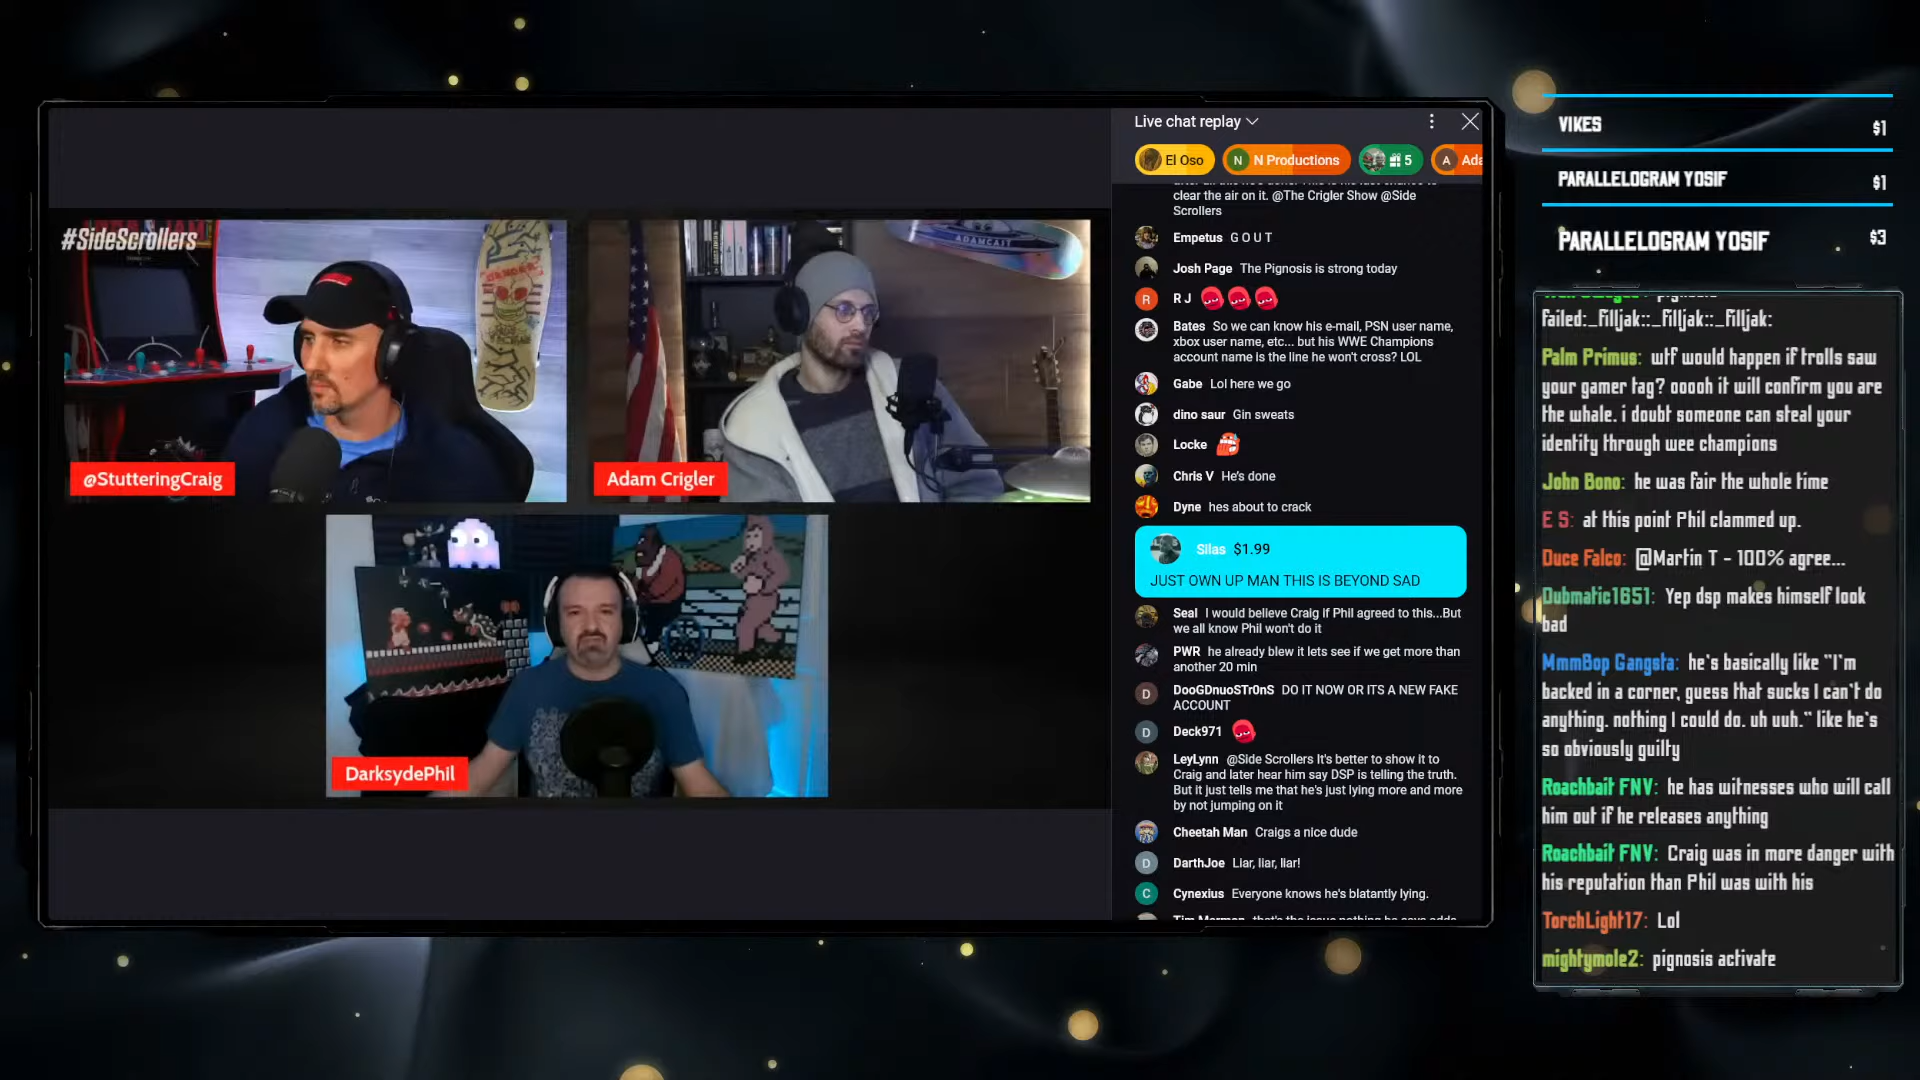 #SideScrollers
@StutteringCraig
Adam Crigler
ADAMCAIT
DarksydePhil
Live chat replay
El Oso
N
N Productions
5
A
Ada
clear the air on it. @The Crigler Show @Side
Scrollers
Empetus G O U T
Josh Page The Pignosis is strong today
R
R J
Bates So we can know his e-mail, PSN user name,
xbox user name, etc... but his WWE Champions
account name is the line he won't cross? LOL
Gabe Lol here we go
dino saur Gin sweats
Locke
Chris V He's done
Dyne hes about to crack
Silas $1.99
JUST OWN UP MAN THIS IS BEYOND SAD
Seal I would believe Craig if Phil agreed to this...But
we all know Phil won't do it
PWR he already blew it lets see if we get more than
another 20 min
D
DooGDnuoSTr0nS DO IT NOW OR ITS A NEW FAKE
ACCOUNT
D
Deck971
LeyLynn @Side Scrollers It's better to show it to
Craig and later hear him say DSP is telling the truth.
But it just tells me that he's just lying more and more
by not jumping on it
Cheetah Man Craigs a nice dude
D
DarthJoe Liar, liar, liar!
C
Cynexius Everyone knows he's blatantly lying.
VIKES $1
PARALLELOGRAM YOSIF $1
PARALLELOGRAM YOSIF $3
failed:_filljak::_filljak::_filljak:
Palm Primus: wtf would happen if trolls saw
your gamer tag? ooooh it will confirm you are
the whale. i doubt someone can steal your
identity through wee champions
John Bono: he was fair the whole time
E S: at this point Phil clammed up.
Duce Falco: @Martin T - 100% agree...
Dubmatic1651: Yep dsp makes himself look
bad
MmmBop Gangsta: he's basically like "I'm
backed in a corner, guess that sucks I can't do
anything. nothing I could do. uh uuh." like he's
so obviously guilty
Roachbait FNV: he has witnesses who will call
him out if he releases anything
Roachbait FNV: Craig was in more danger with
his reputation than Phil was with his
TorchLight17: Lol
mightymole2: pignosis activate